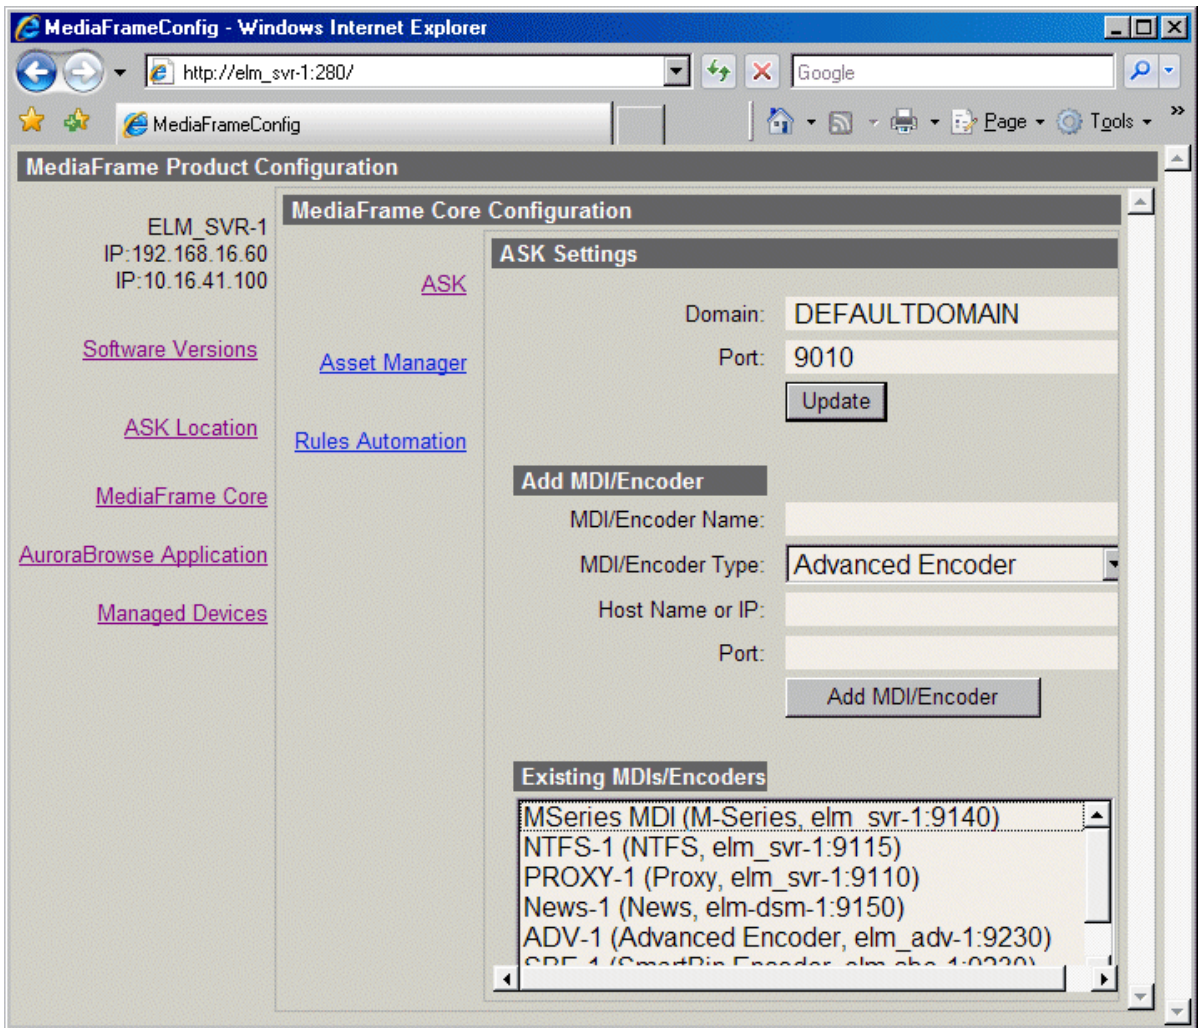 MediaFrameConfig - Windows Internet Explorer
http://elm_svr-1:280/
Google
MediaFrameConfig
Page
Tools
MediaFrame Product Configuration
ELM_SVR-1
IP:192.168.16.60
IP:10.16.41.100
Software Versions
ASK Location
MediaFrame Core
AuroraBrowse Application
Managed Devices
MediaFrame Core Configuration
ASK
Asset Manager
Rules Automation
ASK Settings
Domain: DEFAULTDOMAIN
Port: 9010
Update
Add MDI/Encoder
MDI/Encoder Name:
MDI/Encoder Type: Advanced Encoder
Host Name or IP:
Port:
Add MDI/Encoder
Existing MDIs/Encoders
MSeries MDI (M-Series, elm_svr-1:9140)
NTFS-1 (NTFS, elm_svr-1:9115)
PROXY-1 (Proxy, elm_svr-1:9110)
News-1 (News, elm-dsm-1:9150)
ADV-1 (Advanced Encoder, elm_adv-1:9230)